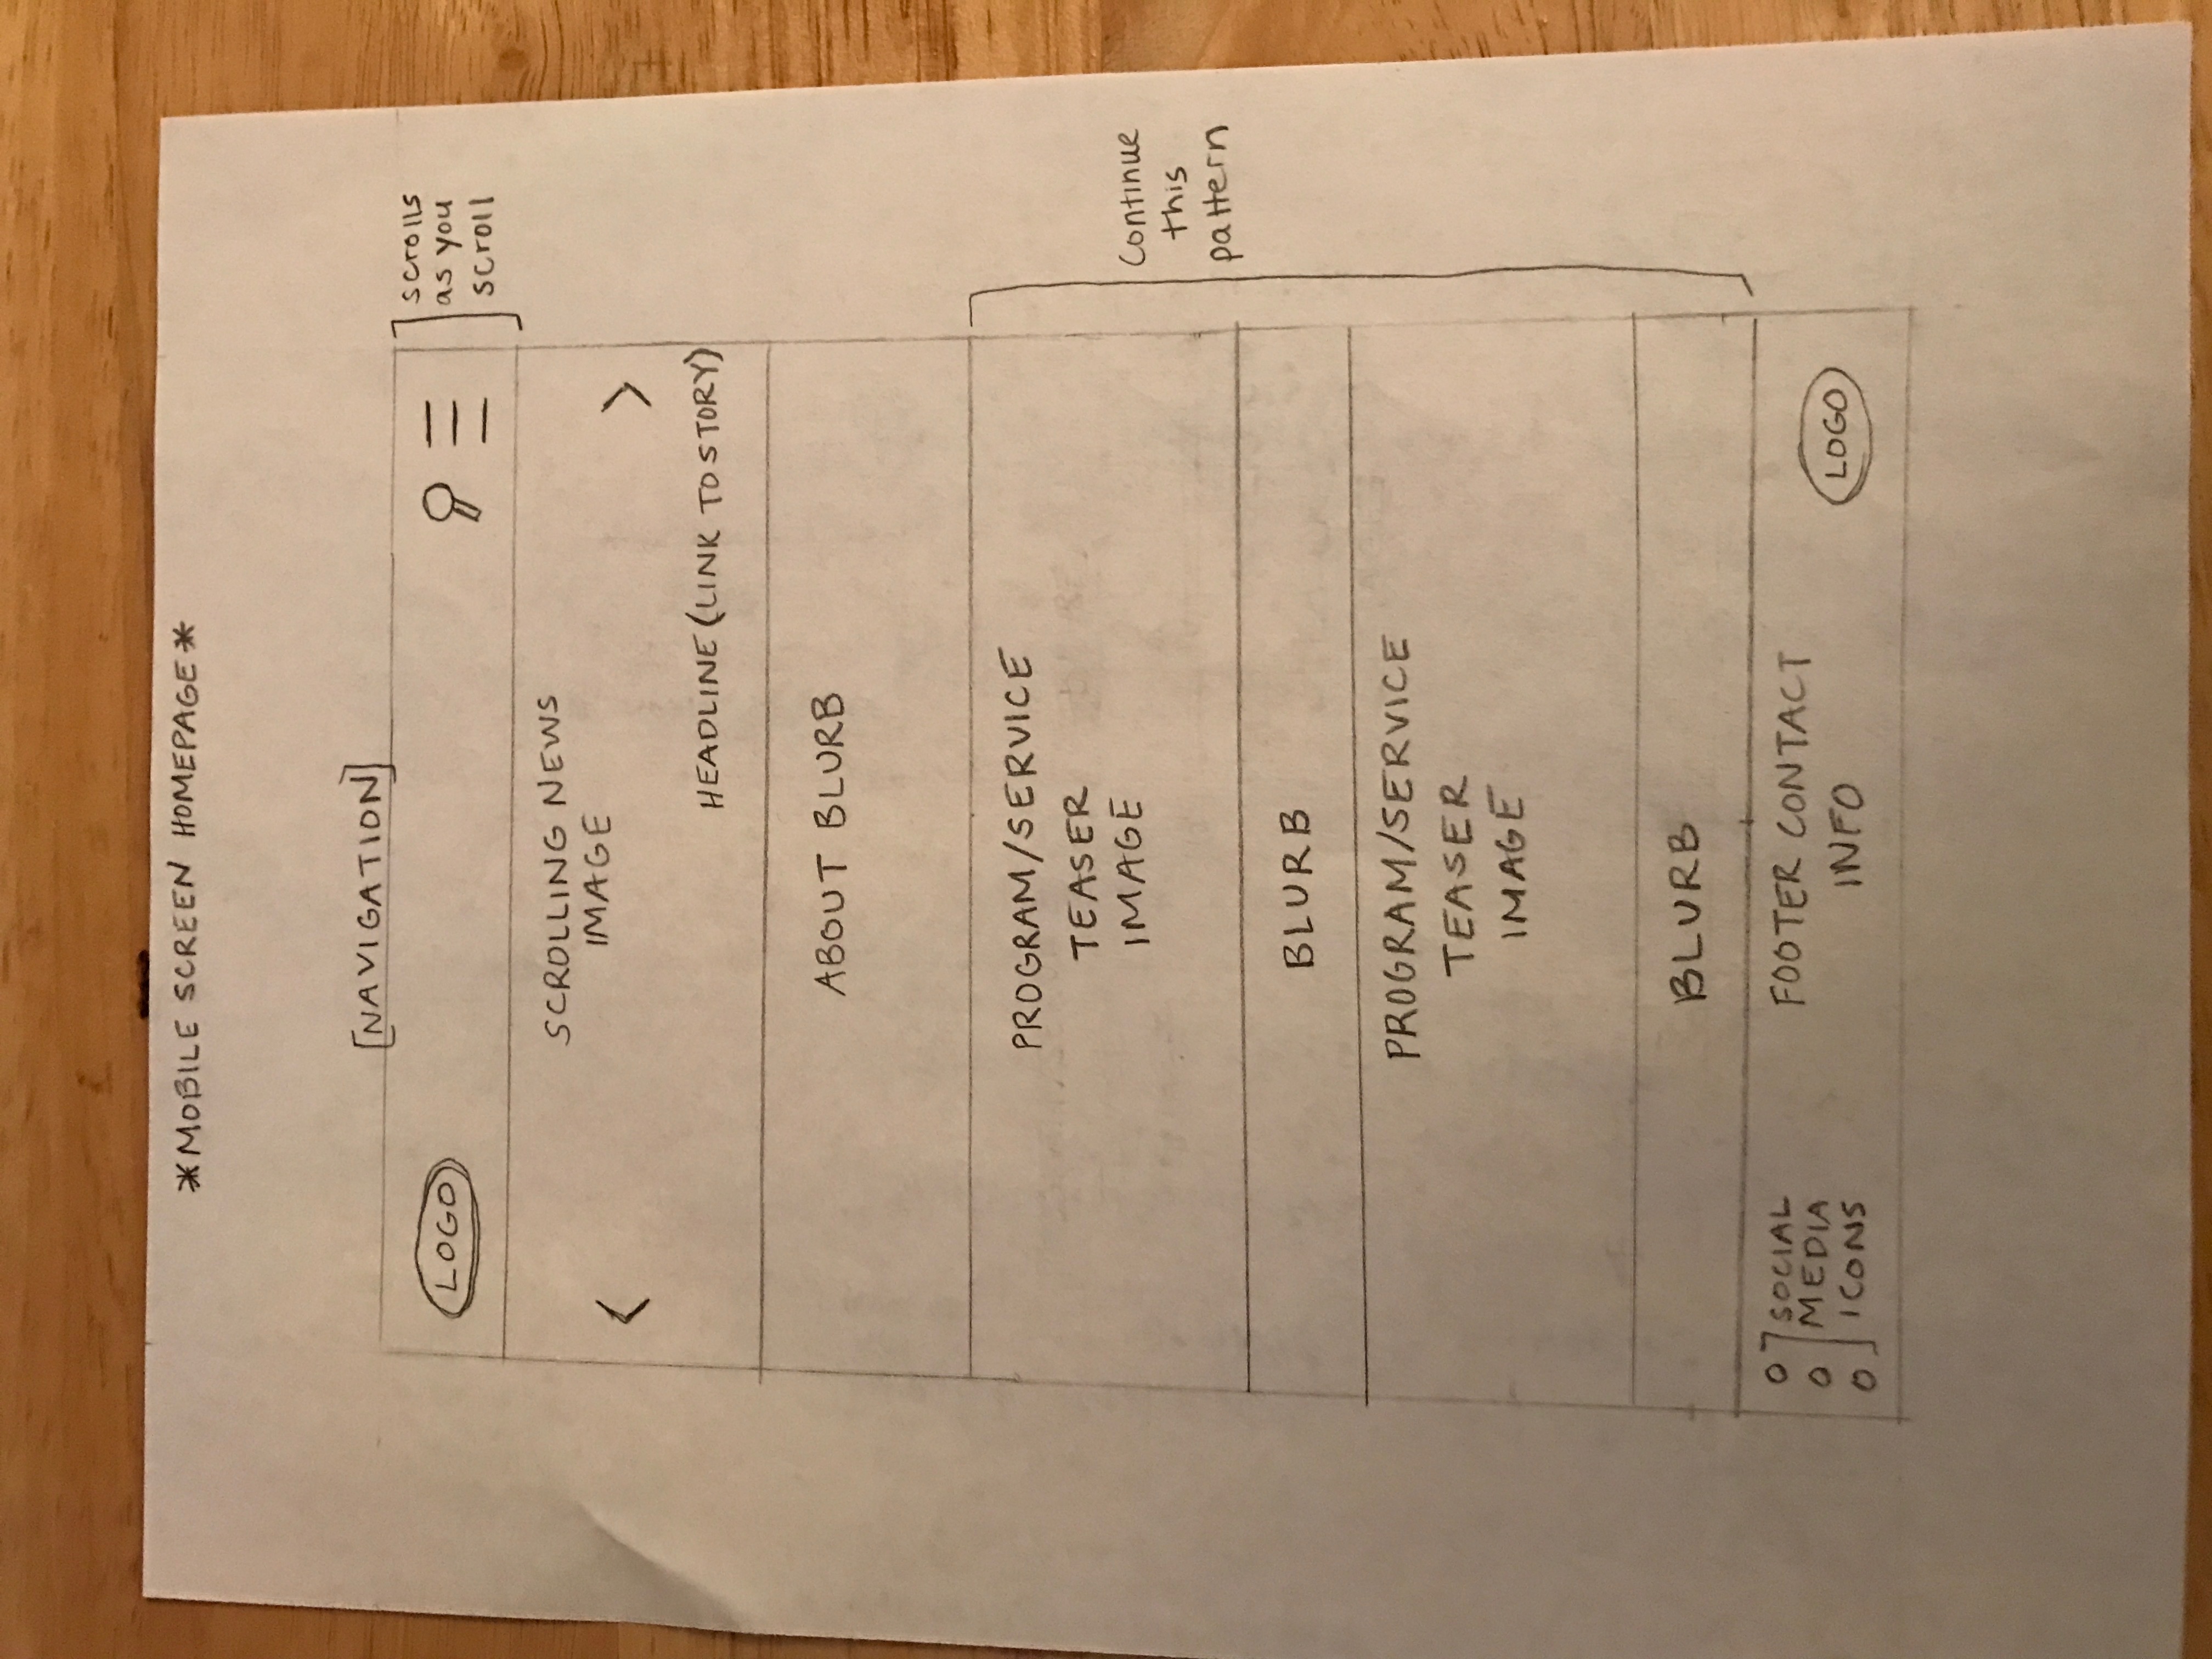 *MOBILE SCREEN HOMEPAGE*
[NAVIGATION]
LOGO
scrolls
as you
scroll
SCROLLING NEWS
IMAGE
HEADLINE (LINK TO STORY)
ABOUT BLURB
PROGRAM/SERVICE
TEASER
IMAGE
Continue
this
pattern
BLURB
PROGRAM/SERVICE
TEASER
IMAGE
BLURB
SOCIAL
MEDIA
ICONS
FOOTER CONTACT
INFO
LOGO